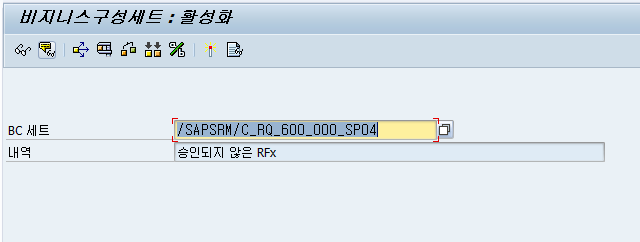 비지니스구성세트 : 활성화
BC 세트
/SAPSRM/C_RQ_600_000_SP04
내역
승인되지 않은 RFx